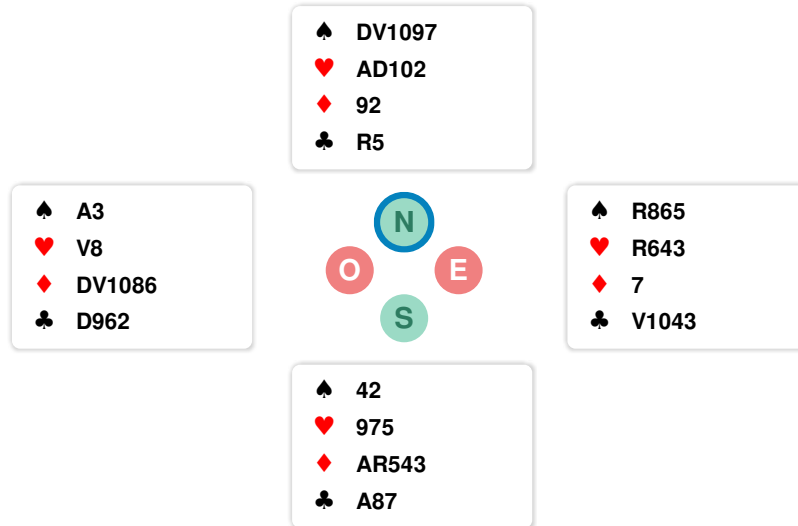 ♠ DV1097
♥ AD102
♦ 92
♣ R5
♠ A3
♥ V8
♦ DV1086
♣ D962
N
O E
S
♠ R865
♥ R643
♦ 7
♣ V1043
♠ 42
♥ 975
♦ AR543
♣ A87